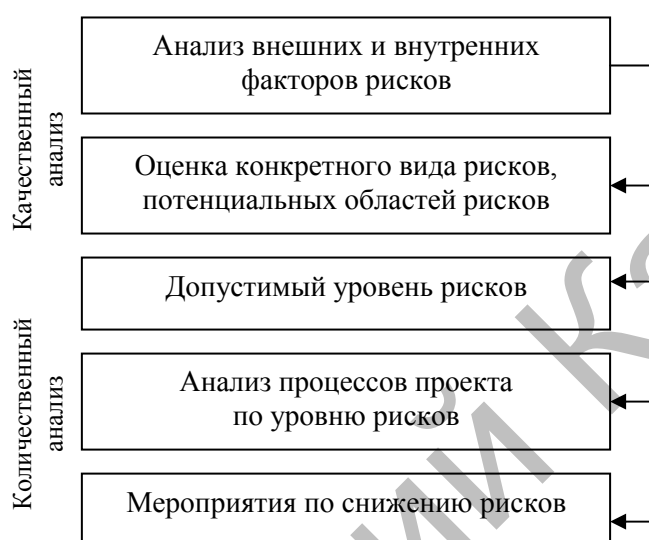 Качественный
анализ
Анализ внешних и внутренних
факторов рисков
Оценка конкретного вида рисков,
потенциальных областей рисков
Количественный
анализ
Допустимый уровень рисков
Анализ процессов проекта
по уровню рисков
Мероприятия по снижению рисков